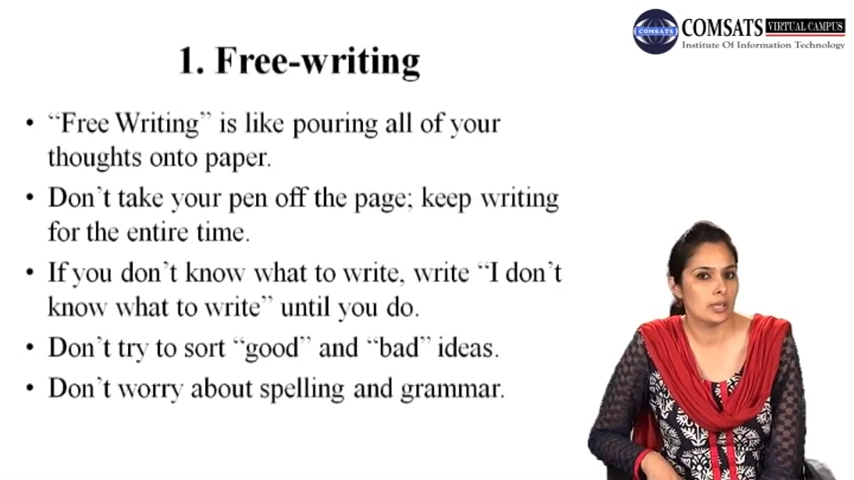 COMSATS VIRTUAL CAMPUS
COMSATS
Institute Of Information Technology
1. Free-writing
• “Free Writing” is like pouring all of your
thoughts onto paper.
• Don’t take your pen off the page; keep writing
for the entire time.
• If you don’t know what to write, write “I don’t
know what to write” until you do.
• Don’t try to sort “good” and “bad” ideas.
• Don’t worry about spelling and grammar.